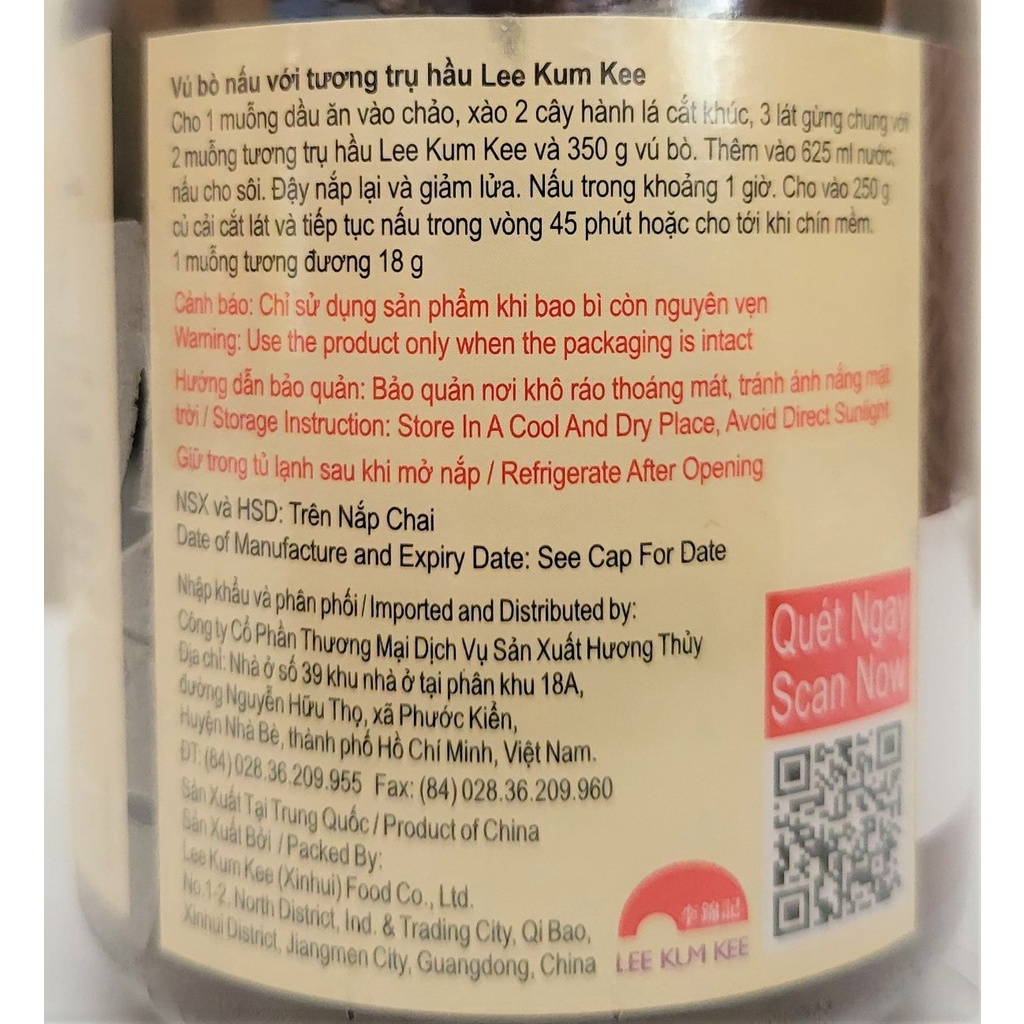 Vú bò nấu với tương trụ hầu Lee Kum Kee
Cho 1 muỗng dầu ăn vào chảo, xào 2 cây hành lá cắt khúc, 3 lát gừng chung với
2 muỗng tương trụ hầu Lee Kum Kee và 350 g vú bò. Thêm vào 625 ml nước,
nấu cho sôi. Đậy nắp lại và giảm lửa. Nấu trong khoảng 1 giờ. Cho vào 250 g
củ cải cắt lát và tiếp tục nấu trong vòng 45 phút hoặc cho tới khi chín mềm.
1 muỗng tương đương 18 g
Cảnh báo: Chỉ sử dụng sản phẩm khi bao bì còn nguyên vẹn
Warning: Use the product only when the packaging is intact
Hướng dẫn bảo quản: Bảo quản nơi khô ráo thoáng mát, tránh ánh nắng mặt
trời / Storage Instruction: Store In A Cool And Dry Place, Avoid Direct Sunlight
Giữ trong tủ lạnh sau khi mở nắp / Refrigerate After Opening
NSX và HSD: Trên Nắp Chai
Date of Manufacture and Expiry Date: See Cap For Date
Nhập khẩu và phân phối / Imported and Distributed by:
Công ty Cổ Phần Thương Mại Dịch Vụ Sản Xuất Hương Thủy
Địa chỉ: Nhà ở số 39 khu nhà ở tại phân khu 18A,
đường Nguyễn Hữu Thọ, xã Phước Kiển,
Huyện Nhà Bè, thành phố Hồ Chí Minh, Việt Nam.
ĐT: (84) 028.36.209.955 Fax: (84) 028.36.209.960
Sản Xuất Tại Trung Quốc / Product of China
Sản Xuất Bởi / Packed By:
Lee Kum Kee (Xinhui) Food Co., Ltd.
No.1-2, North District, Ind. & Trading City, Qi Bao,
Xinhui District, Jiangmen City, Guangdong, China
Quét Ngay
Scan Now
李錦記
LEE KUM KEE